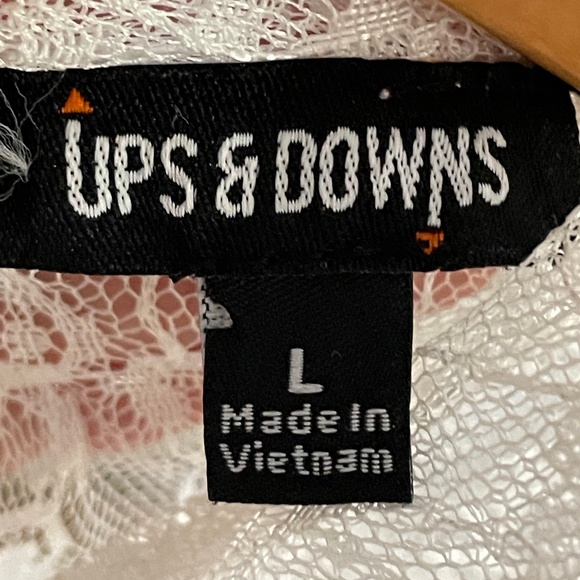 UPS & DOWNS
L
Made In
Vietnam